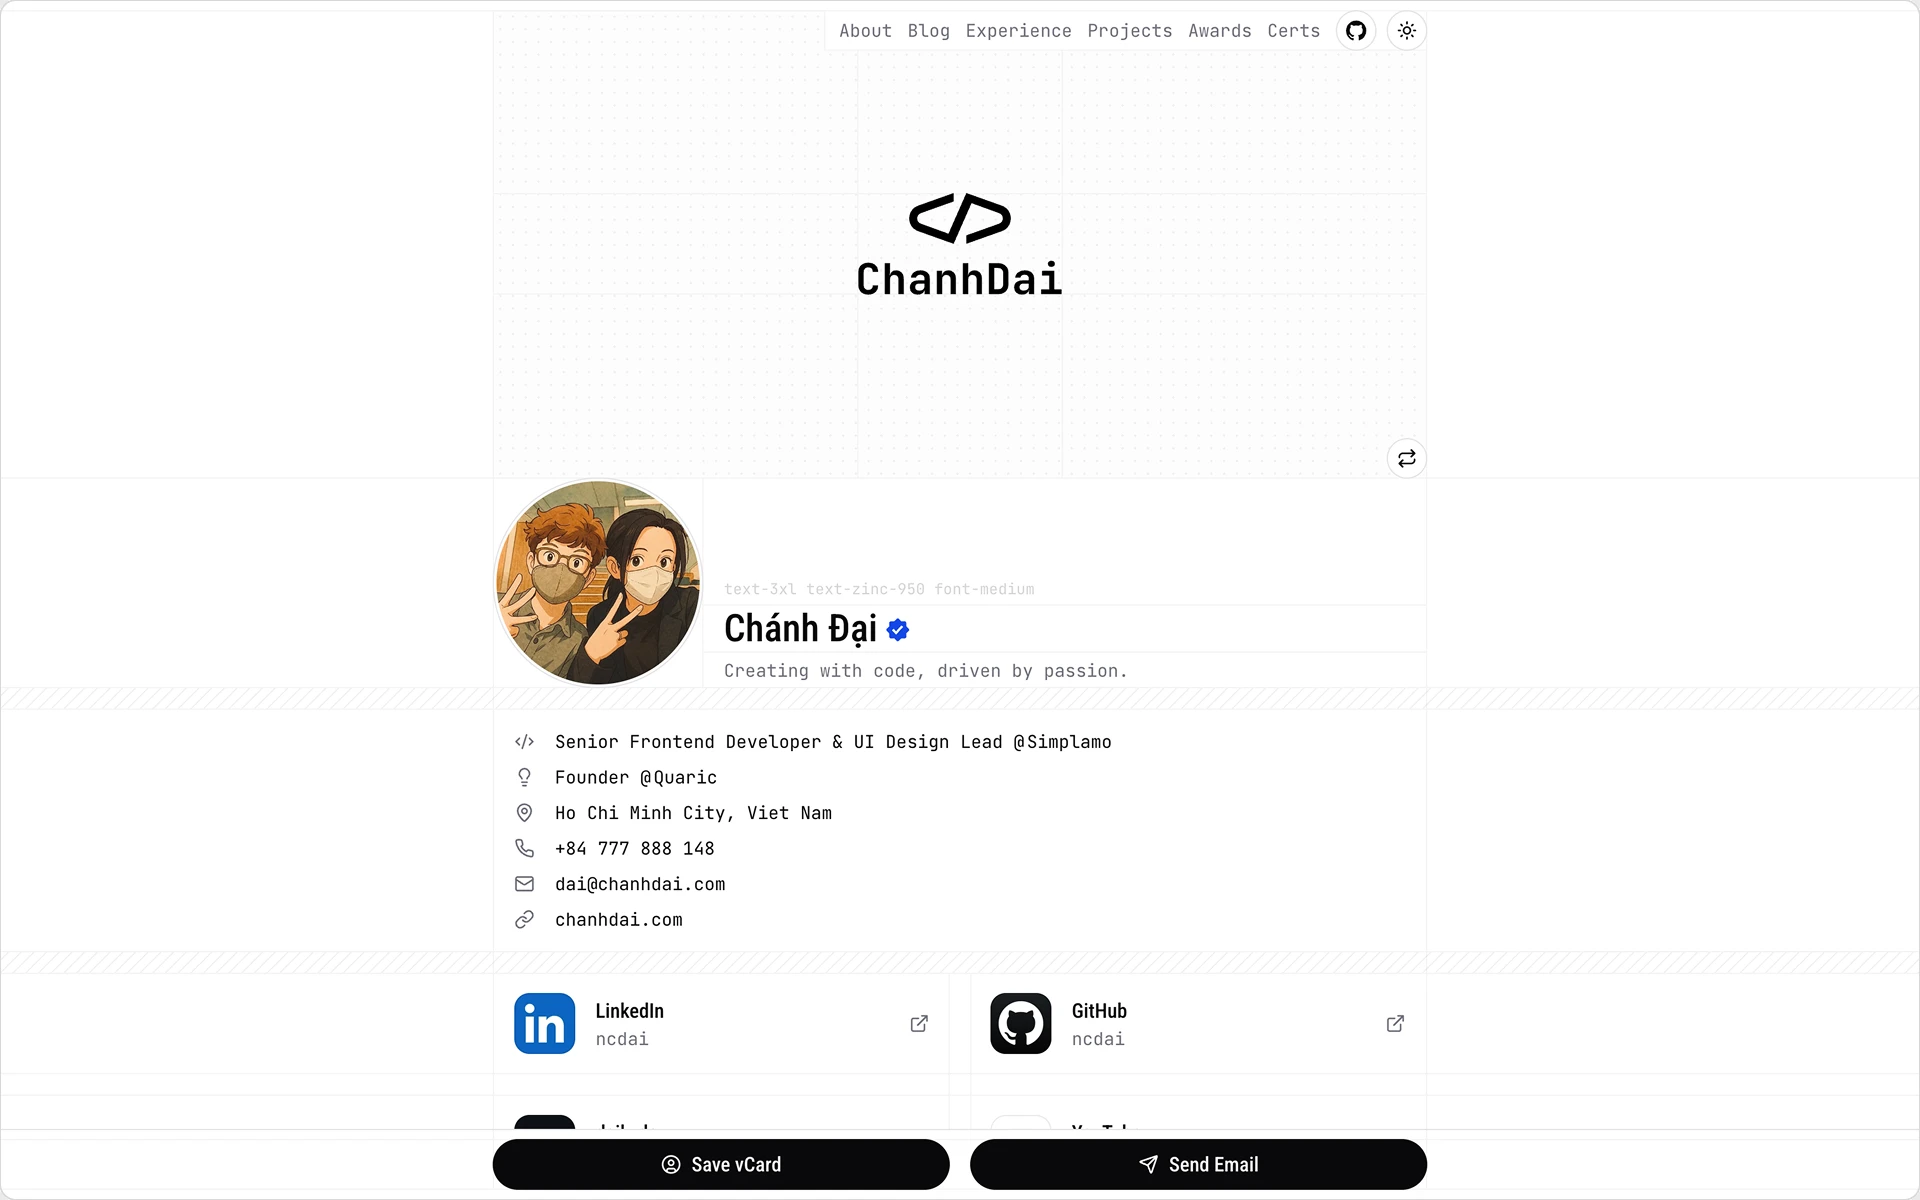 About Blog Experience Projects Awards Certs
ChanhDai
text-3xl text-zinc-950 font-medium
Chánh Đại
Creating with code, driven by passion.
Senior Frontend Developer & UI Design Lead @Simplamo
Founder @Quaric
Ho Chi Minh City, Viet Nam
+84 777 888 148
dai@chanhdai.com
chanhdai.com
in
LinkedIn
ncdai
GitHub
ncdai
Save vCard
Send Email